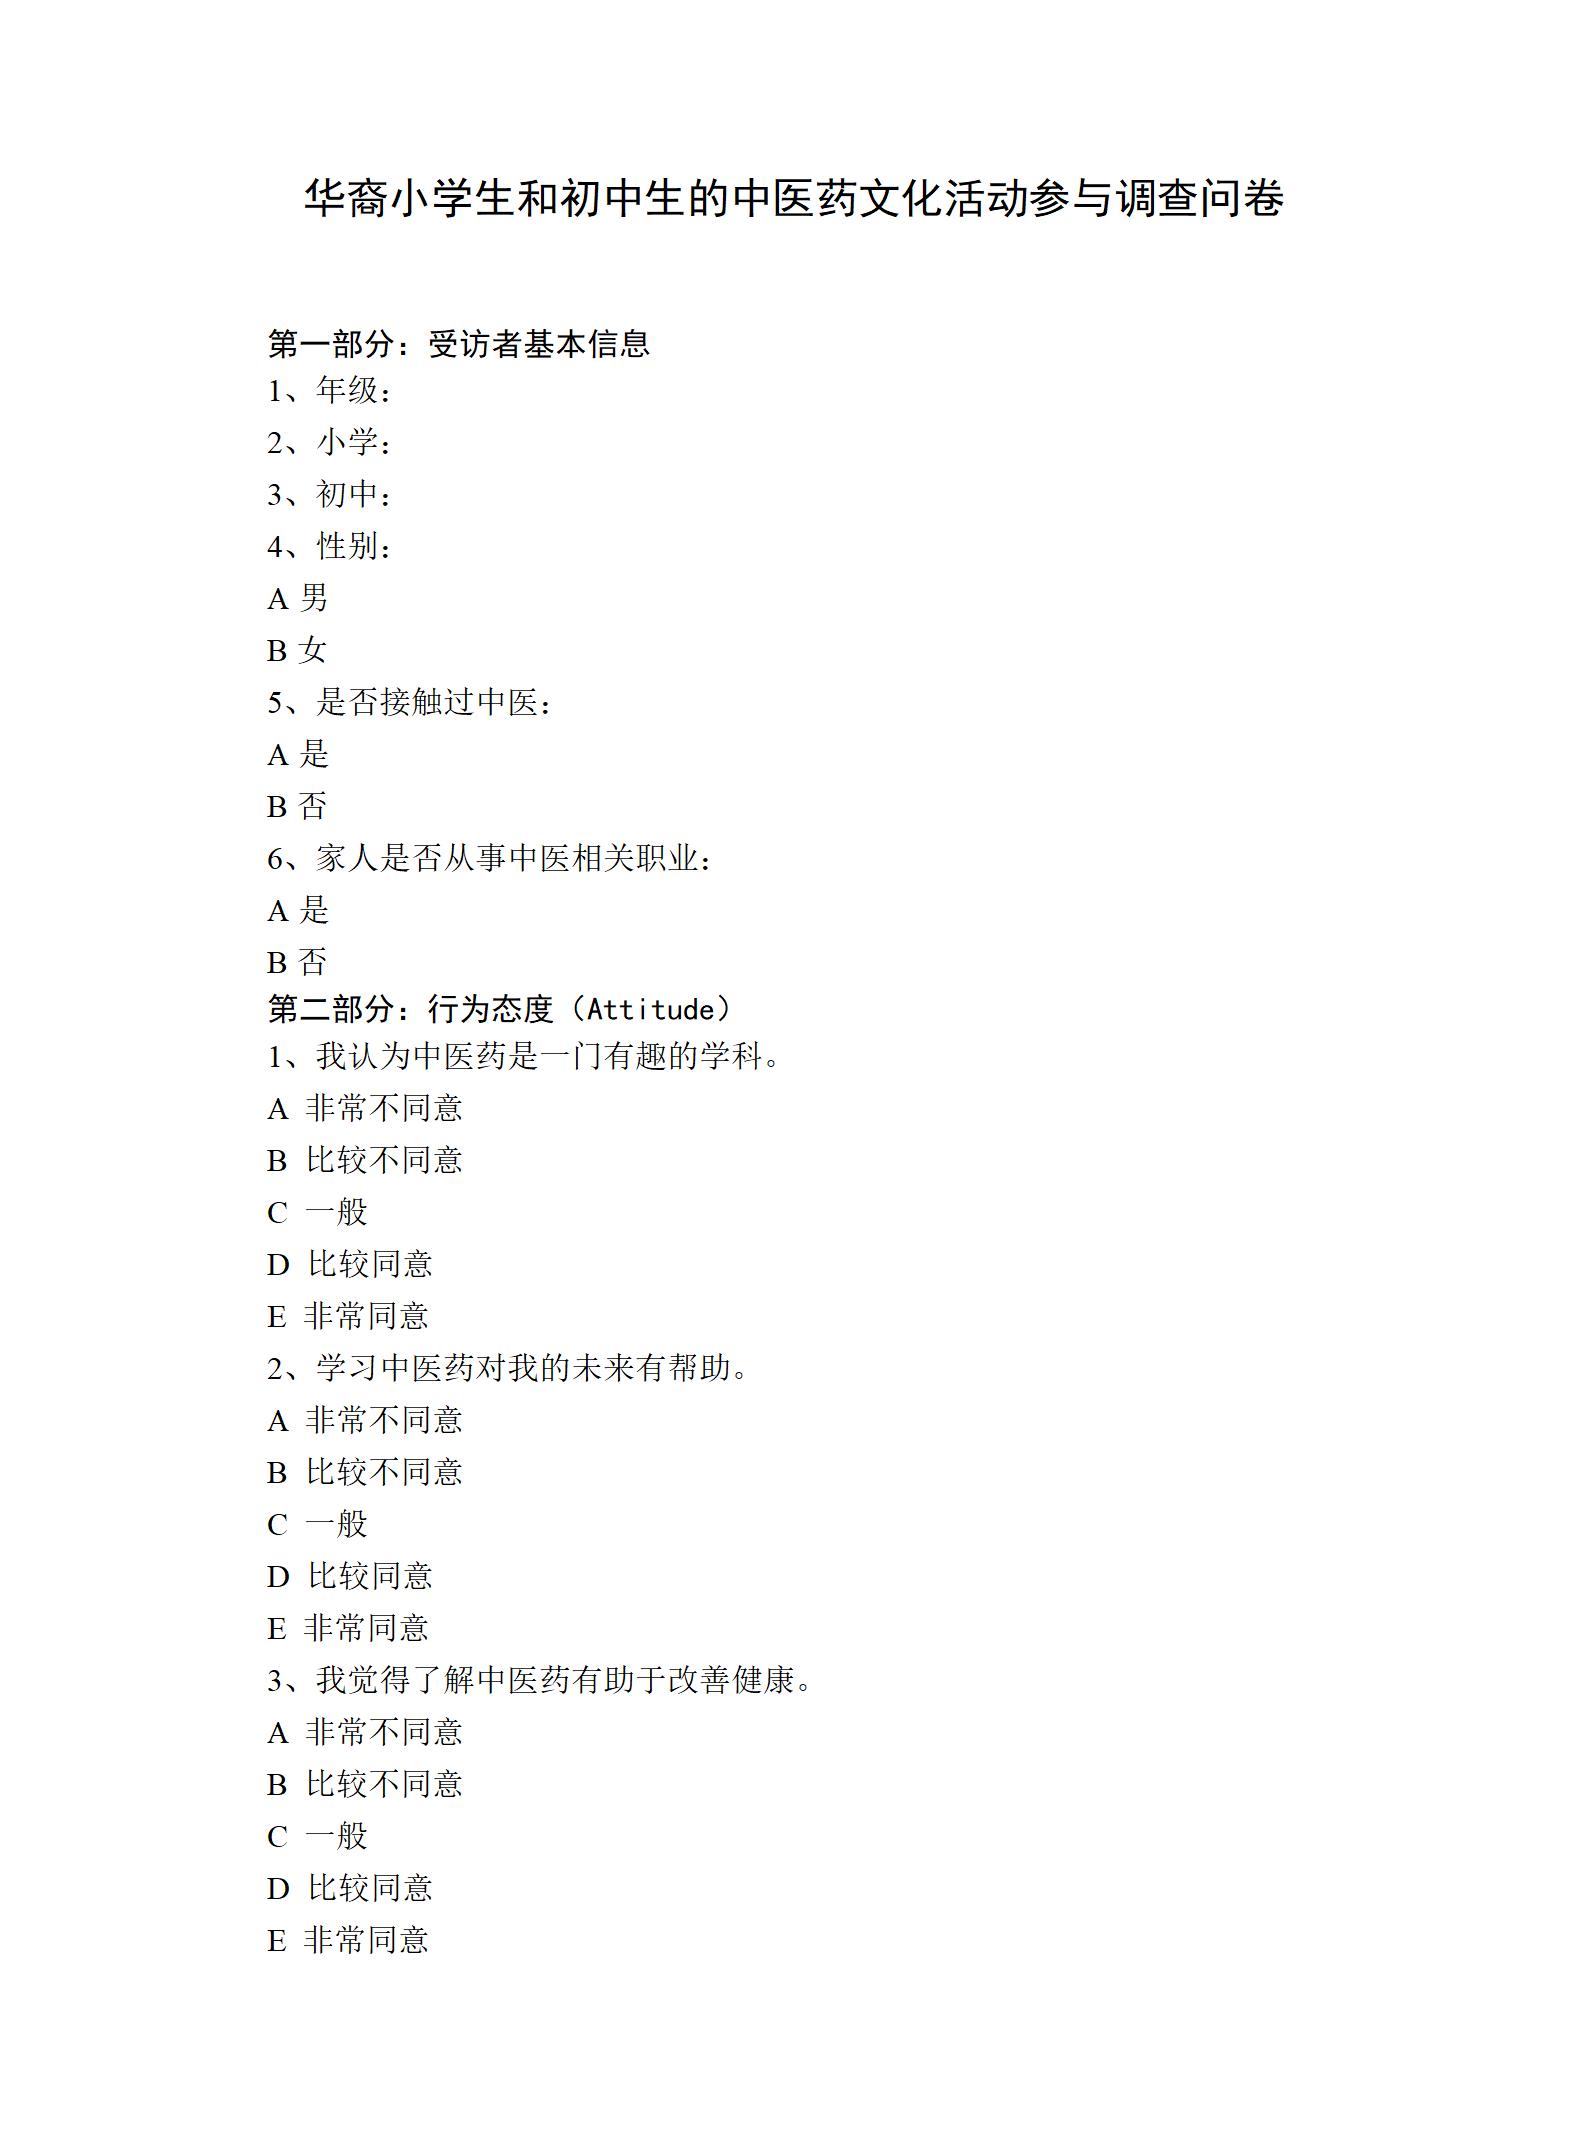 华裔小学生和初中生的中医药文化活动参与调查问卷
第一部分：受访者基本信息
1、年级：
2、小学：
3、初中：
4、性别：
A 男
B 女
5、是否接触过中医：
A 是
B 否
6、家人是否从事中医相关职业：
A 是
B 否
第二部分：行为态度（Attitude）
1、我认为中医药是一门有趣的学科。
A 非常不同意
B 比较不同意
C 一般
D 比较同意
E 非常同意
2、学习中医药对我的未来有帮助。
A 非常不同意
B 比较不同意
C 一般
D 比较同意
E 非常同意
3、我觉得了解中医药有助于改善健康。
A 非常不同意
B 比较不同意
C 一般
D 比较同意
E 非常同意